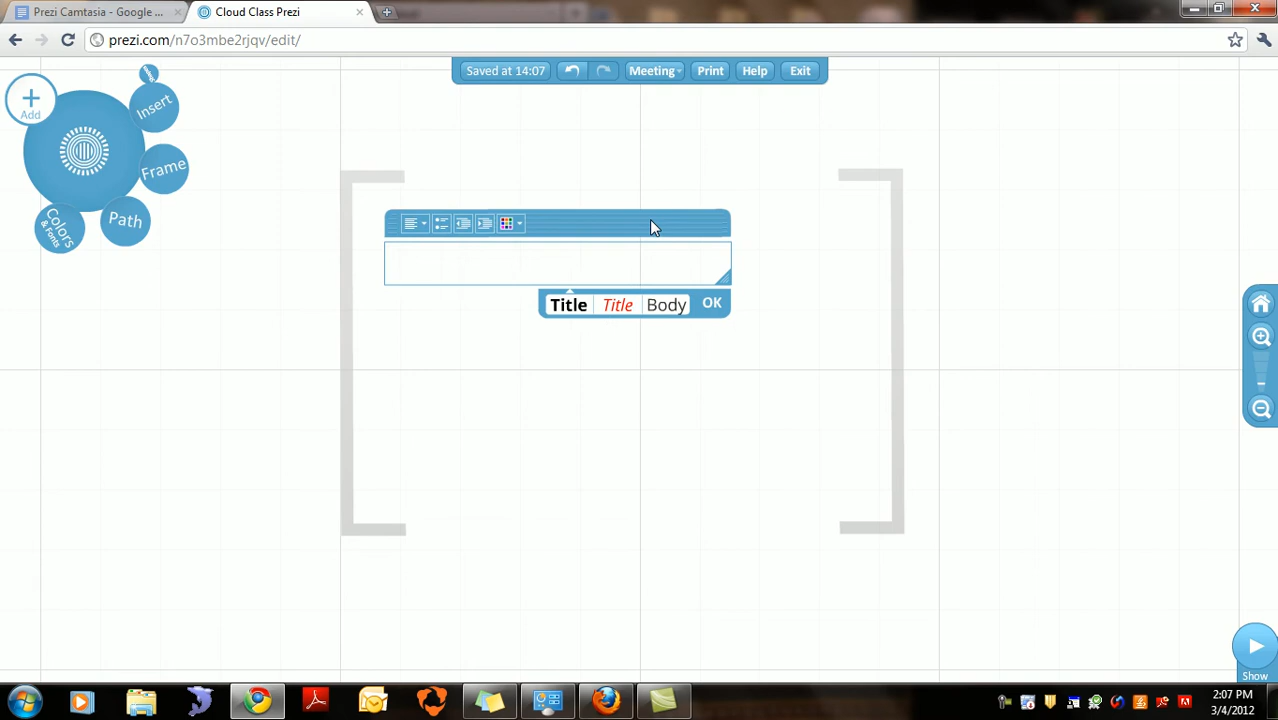 Prezi Camtasia - Google ...
Cloud Class Prezi
prezi.com/n7o3mbe2rjqv/edit/
Saved at 14:07
Meeting
Print
Help
Exit
Add
Insert
Frame
Path
Colors
& Fonts
Title
Title
Body
OK
Show
2:07 PM
3/4/2012